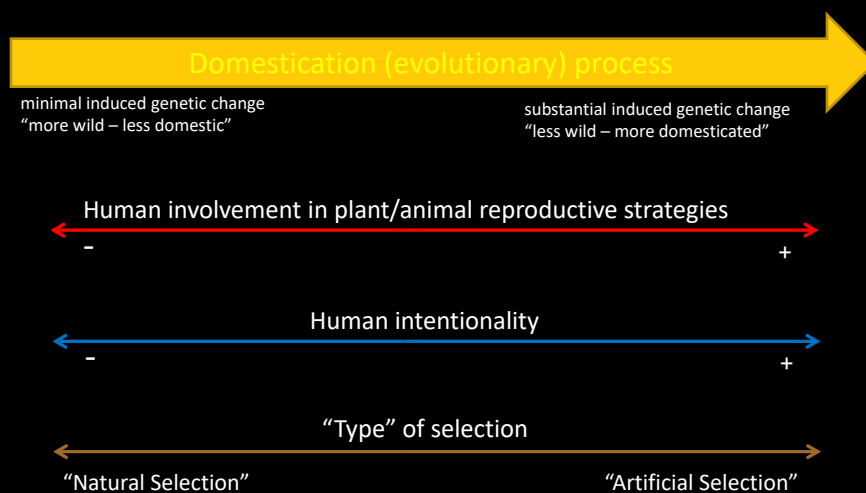 Domestication (evolutionary) process
minimal induced genetic change
“more wild – less domestic”
substantial induced genetic change
“less wild – more domesticated”
Human involvement in plant/animal reproductive strategies
-
+
Human intentionality
-
+
“Type” of selection
“Natural Selection”
“Artificial Selection”